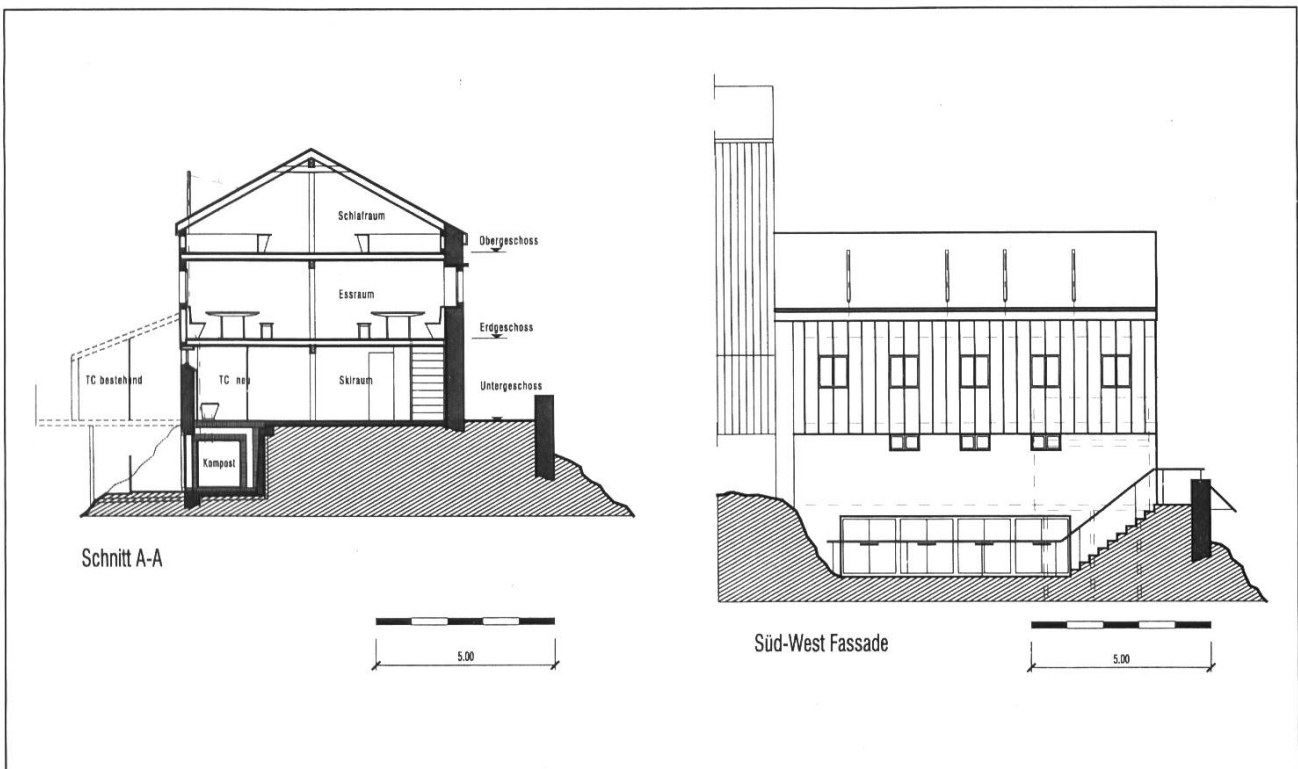 Schlafraum
Obergeschoss
Essraum
Erdgeschoss
TC bestehend
TC neu
Skiraum
Untergeschoss
Kompost
Schnitt A-A
5.00
Süd-West Fassade
5.00